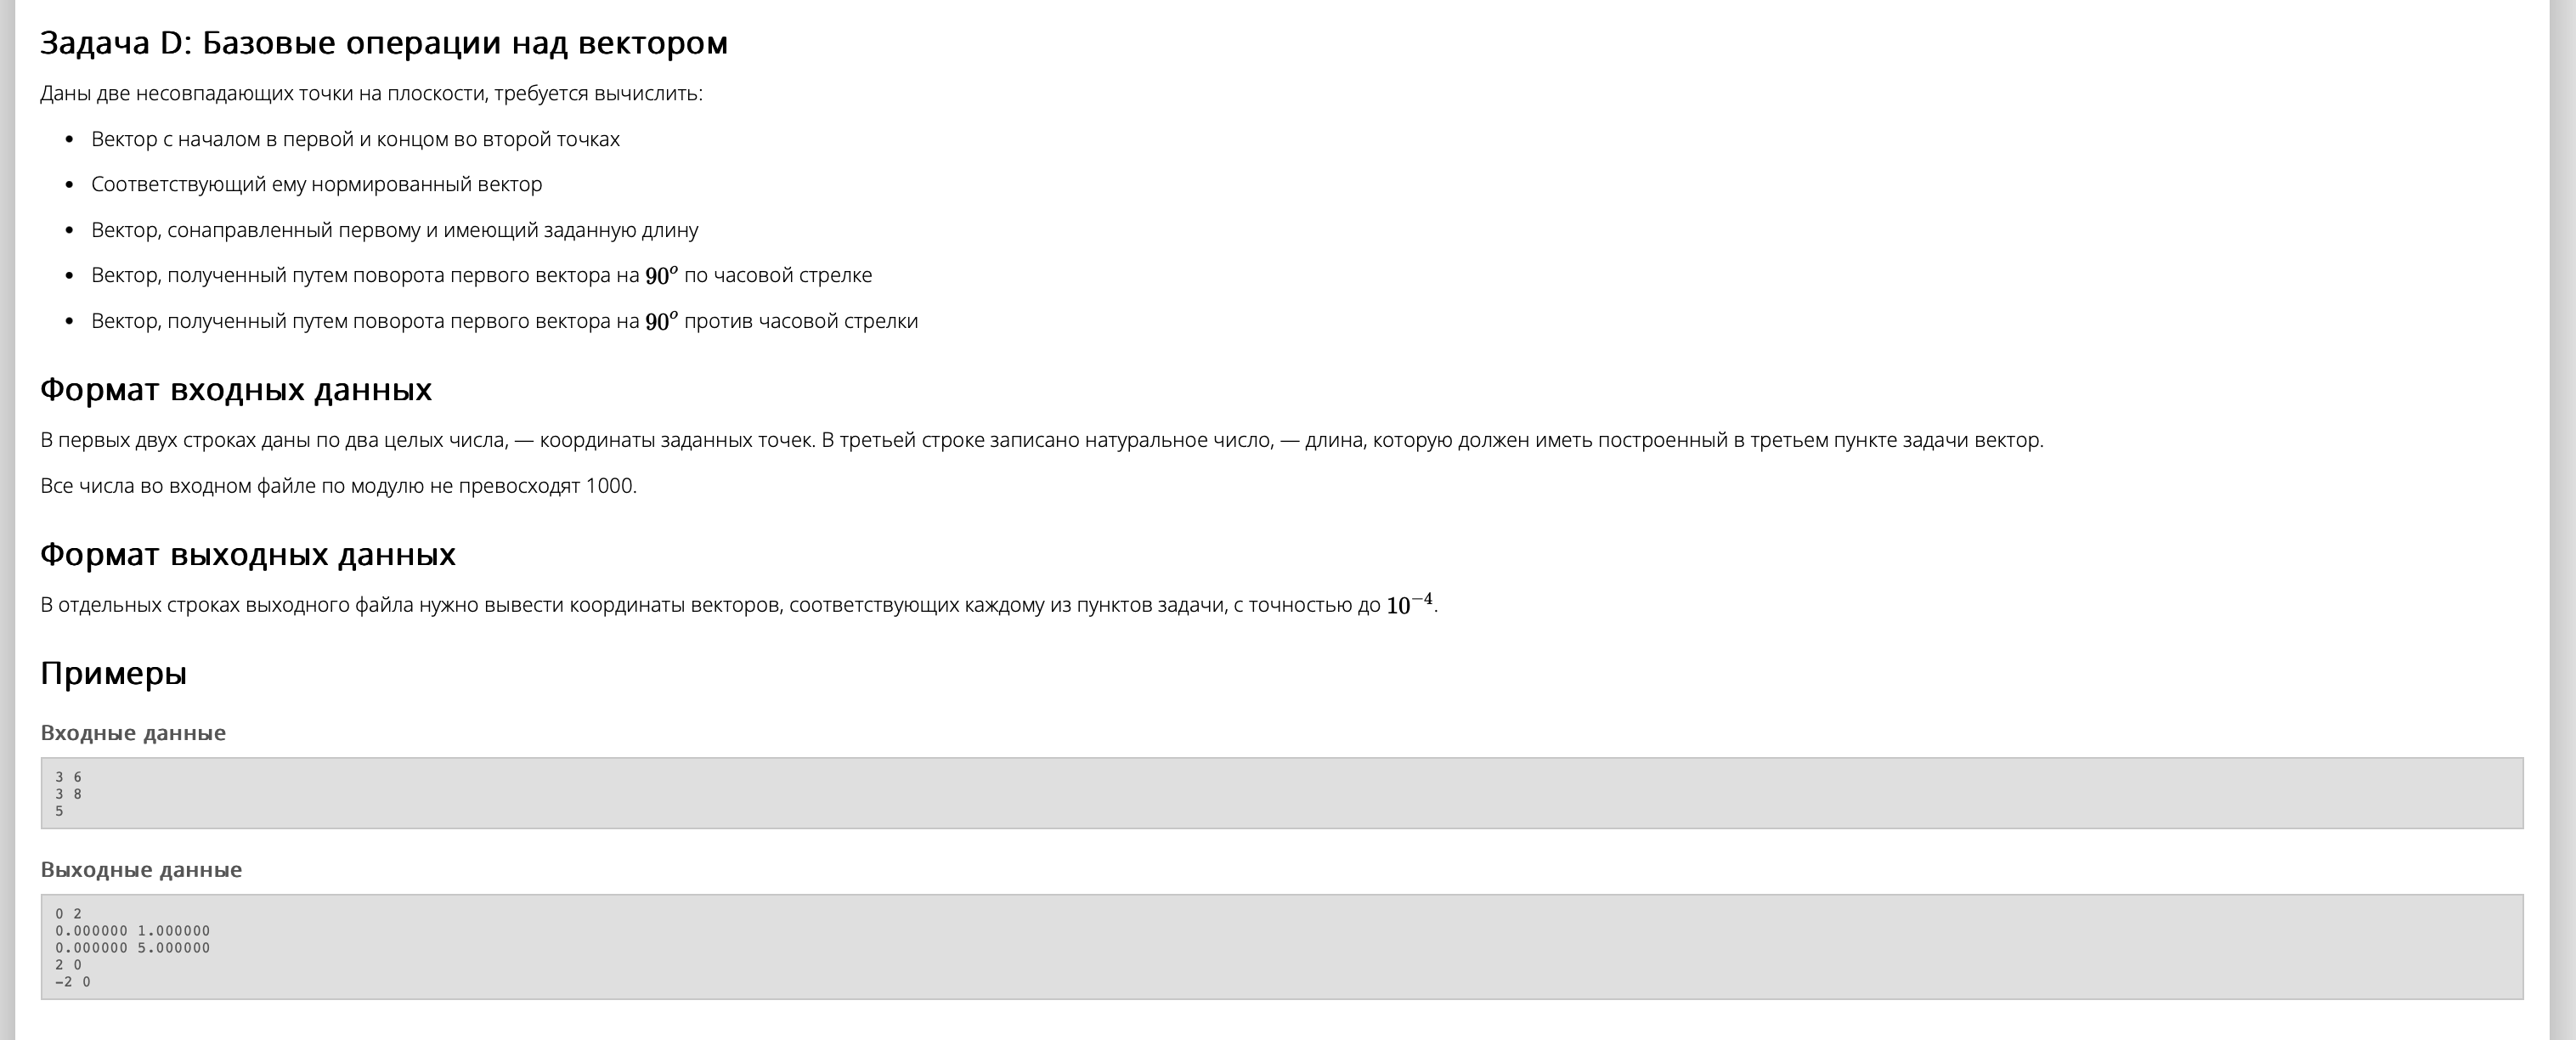 Задача D: Базовые операции над вектором
Даны две несовпадающих точки на плоскости, требуется вычислить:
• Вектор с началом в первой и концом во второй точках
• Соответствующий ему нормированный вектор
• Вектор, сонаправленный первому и имеющий заданную длину
• Вектор, полученный путем поворота первого вектора на 90° по часовой стрелке
• Вектор, полученный путем поворота первого вектора на 90° против часовой стрелки
Формат входных данных
В первых двух строках даны по два целых числа, — координаты заданных точек. В третьей строке записано натуральное число, — длина, которую должен иметь построенный в третьем пункте задачи вектор.
Все числа во входном файле по модулю не превосходят 1000.
Формат выходных данных
В отдельных строках выходного файла нужно вывести координаты векторов, соответствующих каждому из пунктов задачи, с точностью до 10⁻⁴.
Примеры
Входные данные
3 6
3 8
5
Выходные данные
0 2
0.000000 1.000000
0.000000 5.000000
2 0
-2 0